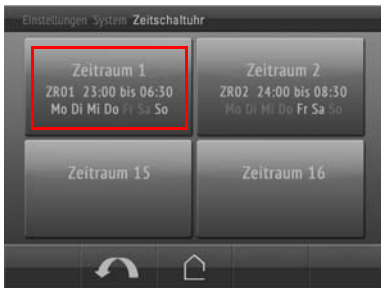 Einstellungen System Zeitschaltuhr
Zeitraum 1
ZR01 23:00 bis 06:30
Mo Di Mi Do Fr Sa So
Zeitraum 2
ZR02 24:00 bis 08:30
Mo Di Mi Do Fr Sa So
Zeitraum 15
Zeitraum 16